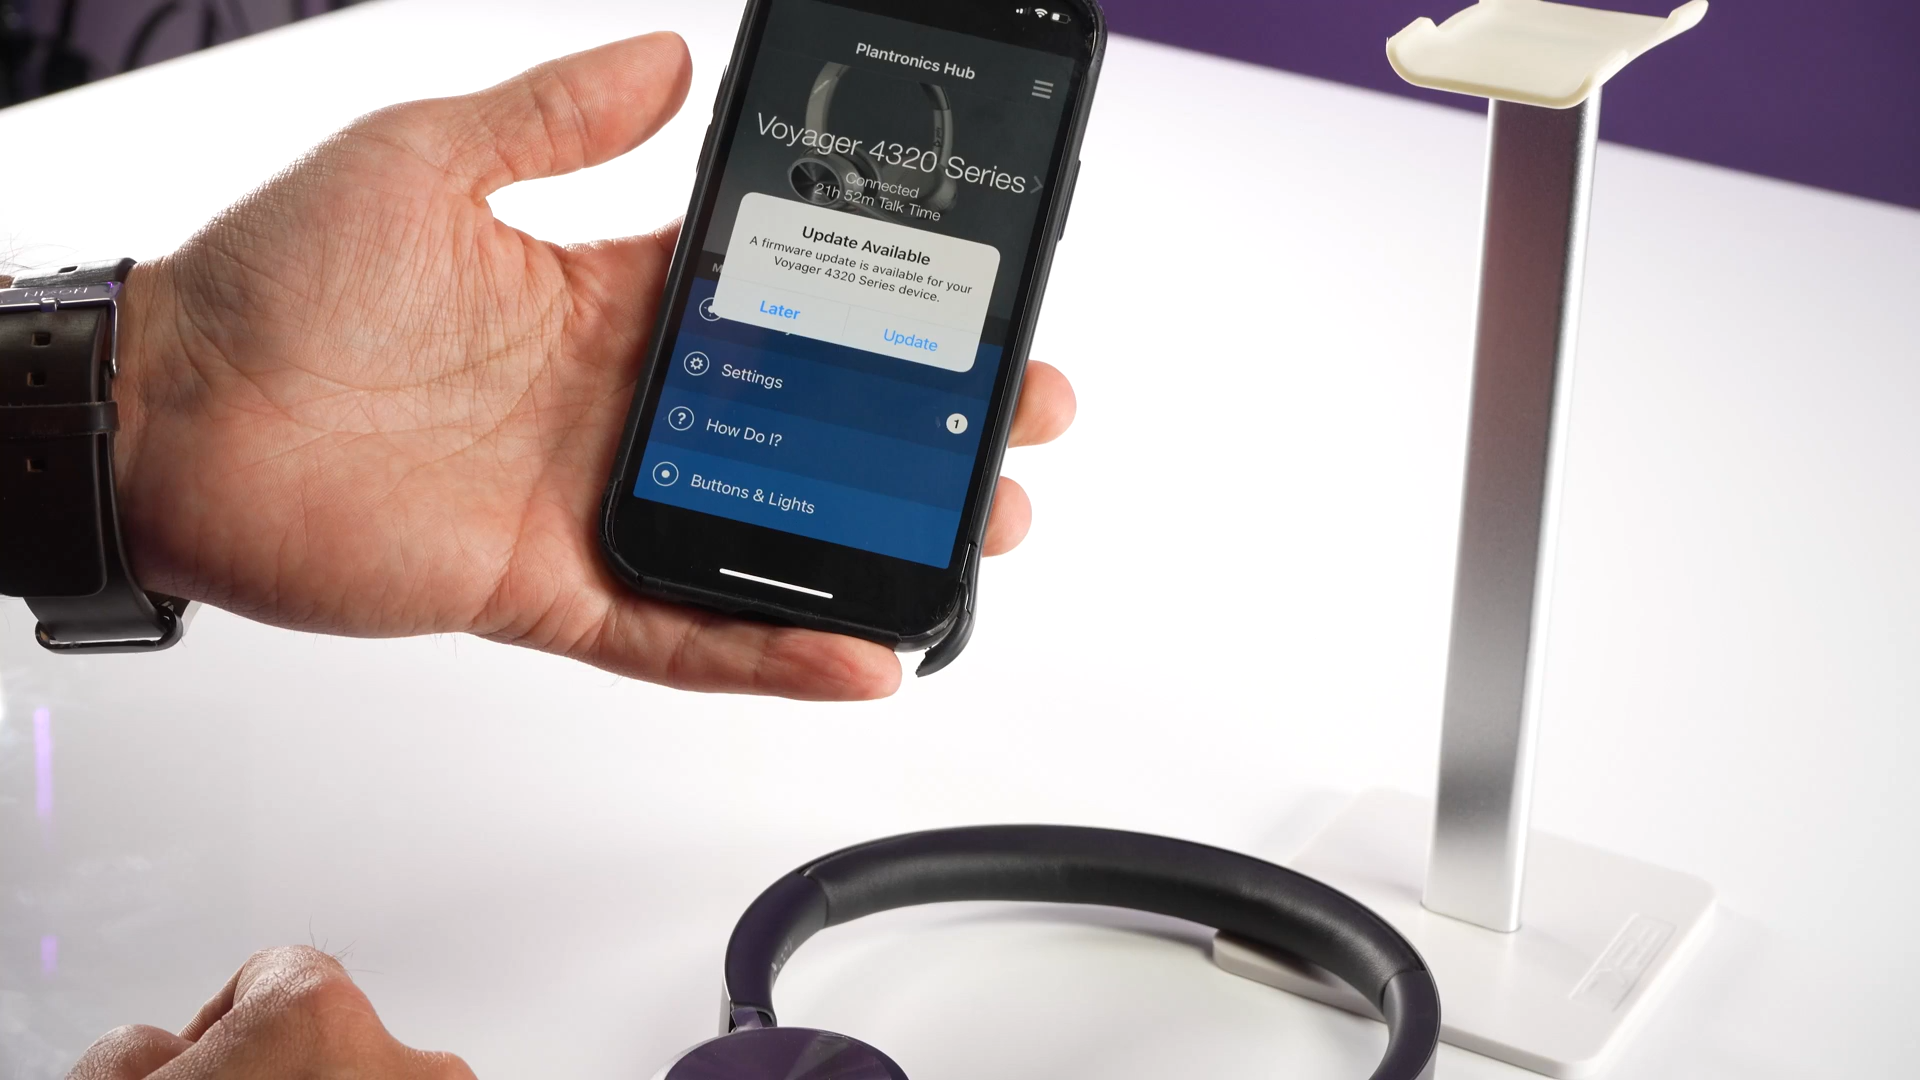 Plantronics Hub
Voyager 4320 Series
Connected
21h 52m Talk Time
Update Available
A firmware update is available for your
Voyager 4320 Series device.
Later
Update
Settings
How Do I?
1
Buttons & Lights